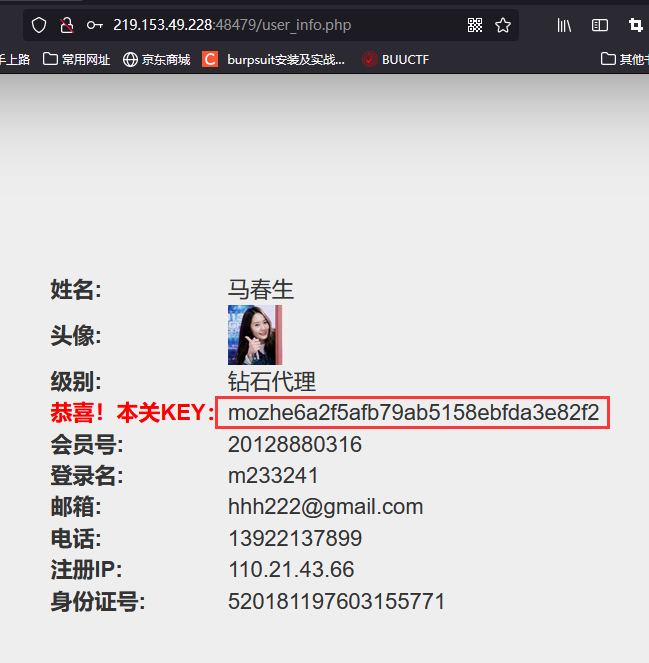 219.153.49.228:48479/user_info.php
手上路 常用网址 京东商城 C burpsuit安装及实战... BUUCTF 其他书
姓名: 马春生
头像:
级别: 钻石代理
恭喜！本关KEY: mozhe6a2f5afb79ab5158ebfda3e82f2
会员号: 20128880316
登录名: m233241
邮箱: hhh222@gmail.com
电话: 13922137899
注册IP: 110.21.43.66
身份证号: 520181197603155771